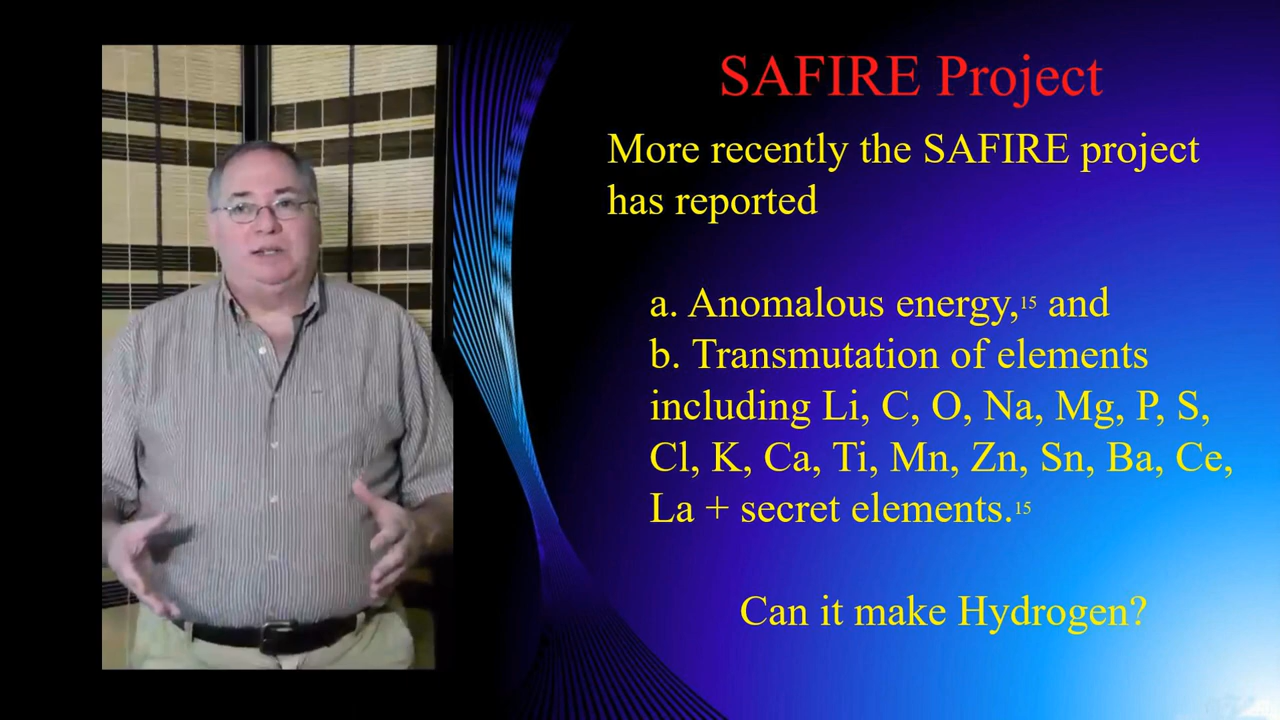 SAFIRE Project
More recently the SAFIRE project
has reported
a. Anomalous energy,15 and
b. Transmutation of elements
including Li, C, O, Na, Mg, P, S,
Cl, K, Ca, Ti, Mn, Zn, Sn, Ba, Ce,
La + secret elements.15
Can it make Hydrogen?